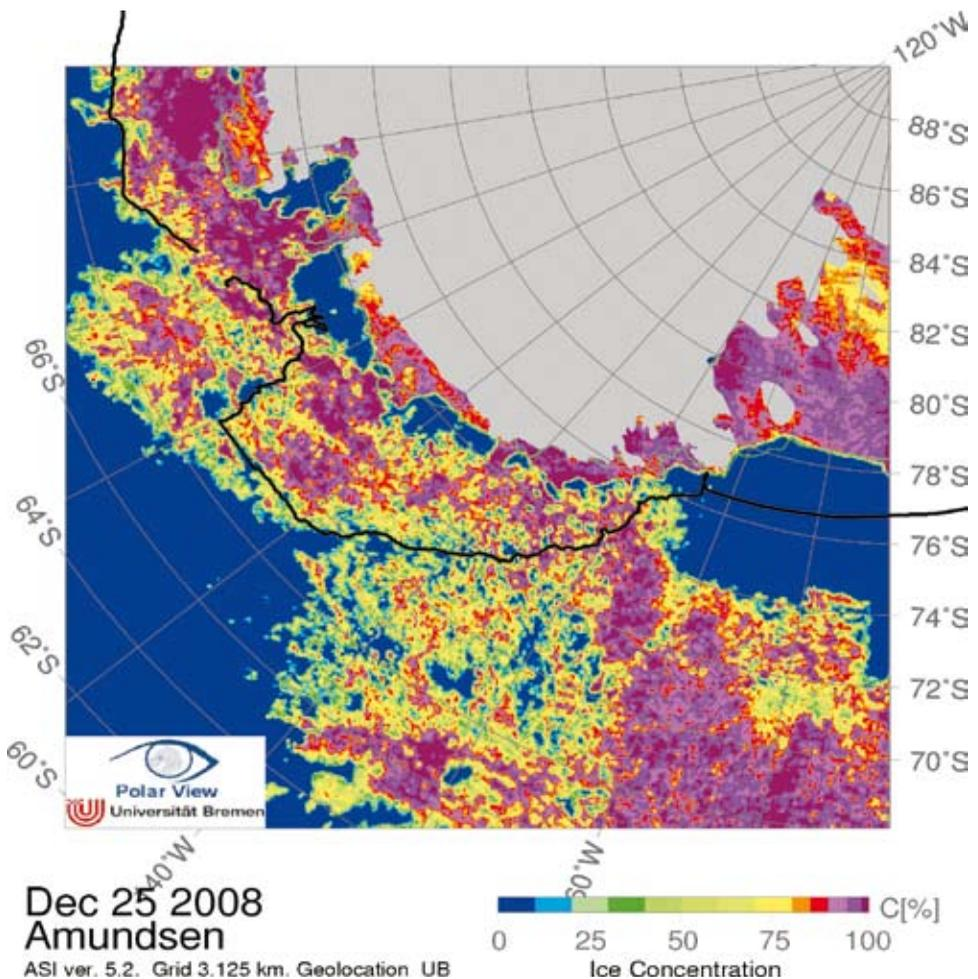 120°W
88°S
86°S
84°S
82°S
80°S
78°S
76°S
74°S
72°S
70°S
66°S
64°S
62°S
60°S
Polar View
Universität Bremen
140°W
160°W
Dec 25 2008
Amundsen
ASI ver. 5.2. Grid 3.125 km. Geolocation UB
C[%]
0 25 50 75 100
Ice Concentration